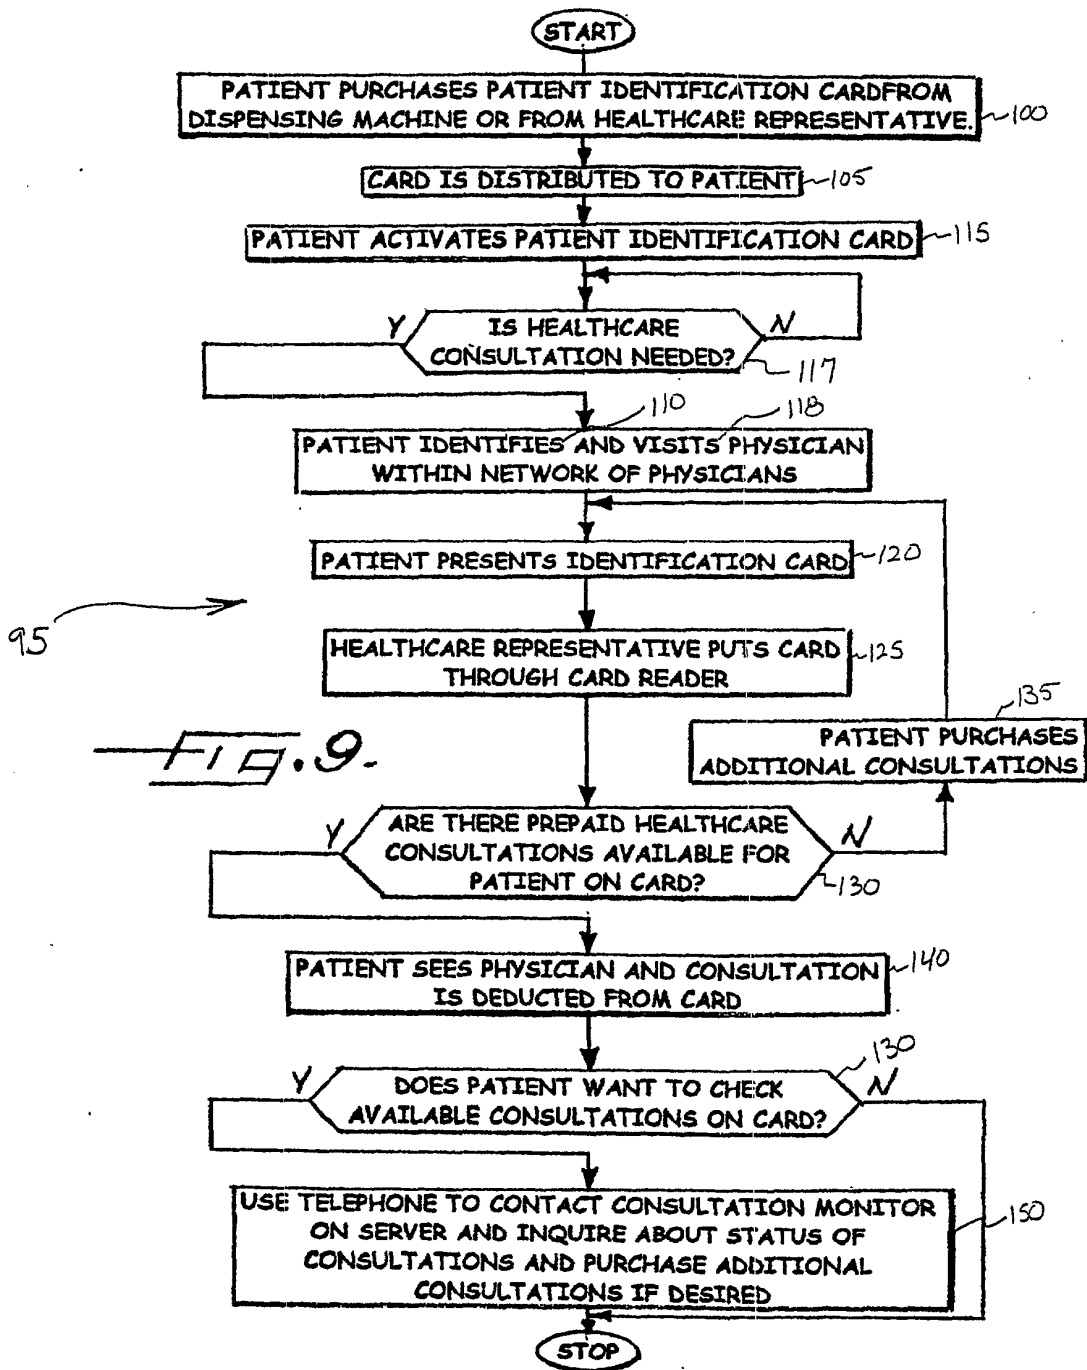 START
PATIENT PURCHASES PATIENT IDENTIFICATION CARDFROM
DISPENSING MACHINE OR FROM HEALTHCARE REPRESENTATIVE.
100
CARD IS DISTRIBUTED TO PATIENT
105
PATIENT ACTIVATES PATIENT IDENTIFICATION CARD
115
Y
IS HEALTHCARE
CONSULTATION NEEDED?
N
117
110
118
PATIENT IDENTIFIES AND VISITS PHYSICIAN
WITHIN NETWORK OF PHYSICIANS
PATIENT PRESENTS IDENTIFICATION CARD
120
95
HEALTHCARE REPRESENTATIVE PUTS CARD
THROUGH CARD READER
125
135
PATIENT PURCHASES
ADDITIONAL CONSULTATIONS
Fig. 9.
Y
ARE THERE PREPAID HEALTHCARE
CONSULTATIONS AVAILABLE FOR
PATIENT ON CARD?
N
130
PATIENT SEES PHYSICIAN AND CONSULTATION
IS DEDUCTED FROM CARD
140
130
Y
DOES PATIENT WANT TO CHECK
AVAILABLE CONSULTATIONS ON CARD?
N
USE TELEPHONE TO CONTACT CONSULTATION MONITOR
ON SERVER AND INQUIRE ABOUT STATUS OF
CONSULTATIONS AND PURCHASE ADDITIONAL
CONSULTATIONS IF DESIRED
150
STOP